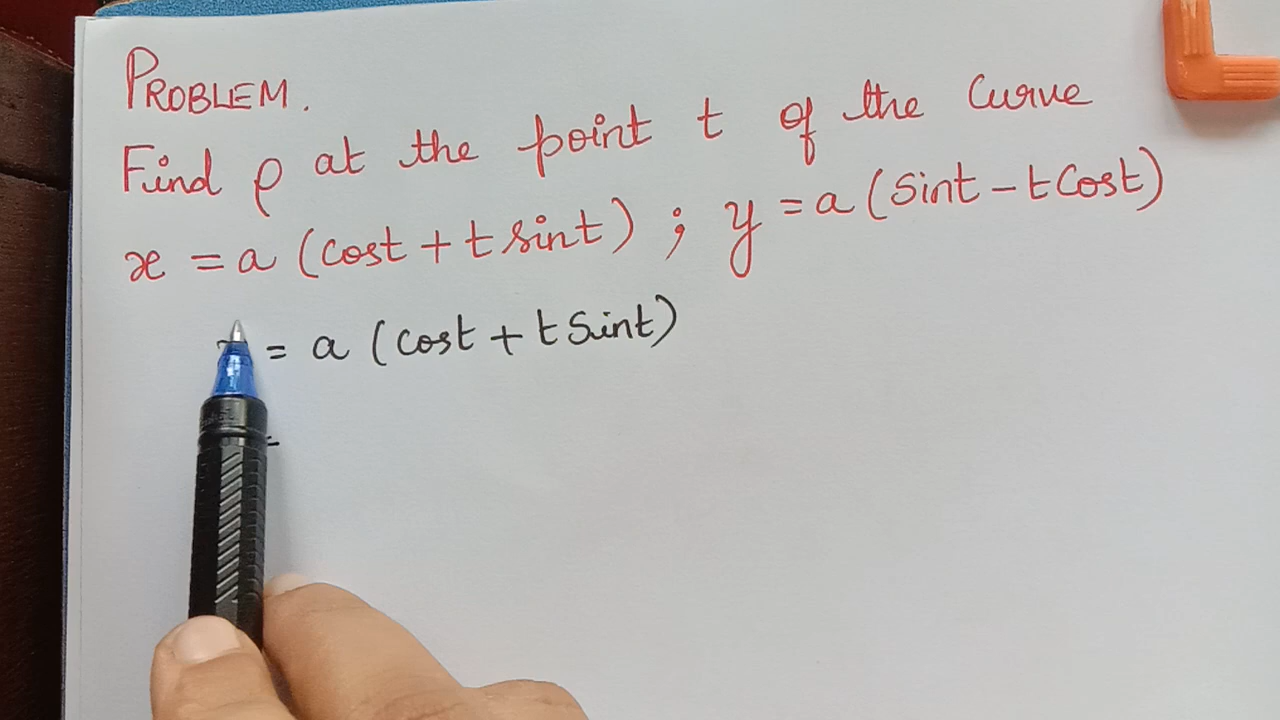 PROBLEM.
Find ρ at the point t of the Curve
x = a (cost + t sint) ; y = a (Sint - t Cost)
= a (cost + t Sint)
=